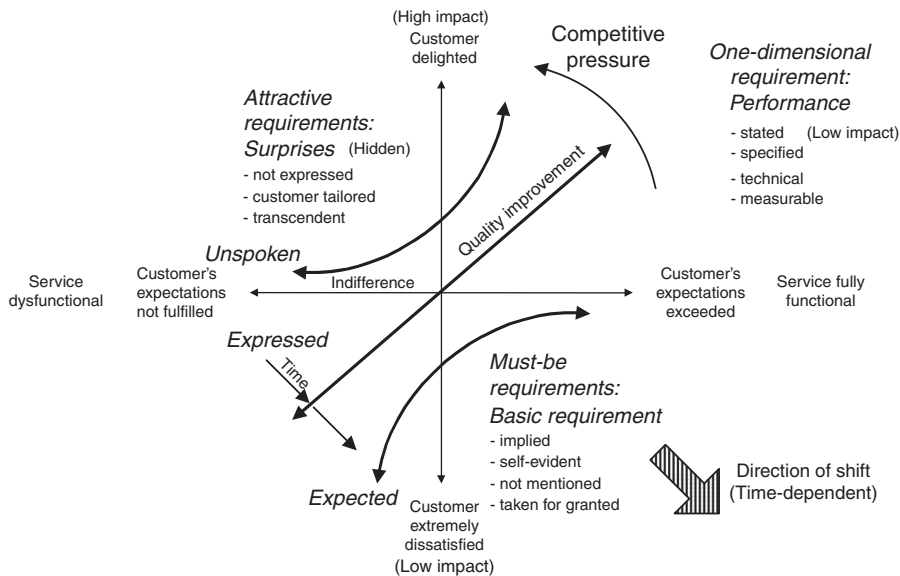 (High impact)
Customer
delighted
Competitive
pressure
One-dimensional
requirement:
Performance
- stated (Low impact)
- specified
- technical
- measurable
Attractive
requirements:
Surprises (Hidden)
- not expressed
- customer tailored
- transcendent
Quality improvement
Unspoken
Service
dysfunctional
Customer's
expectations
not fulfilled
Indifference
Customer's
expectations
exceeded
Service fully
functional
Expressed
Time
Must-be
requirements:
Basic requirement
- implied
- self-evident
- not mentioned
- taken for granted
Expected
Customer
extremely
dissatisfied
(Low impact)
Direction of shift
(Time-dependent)